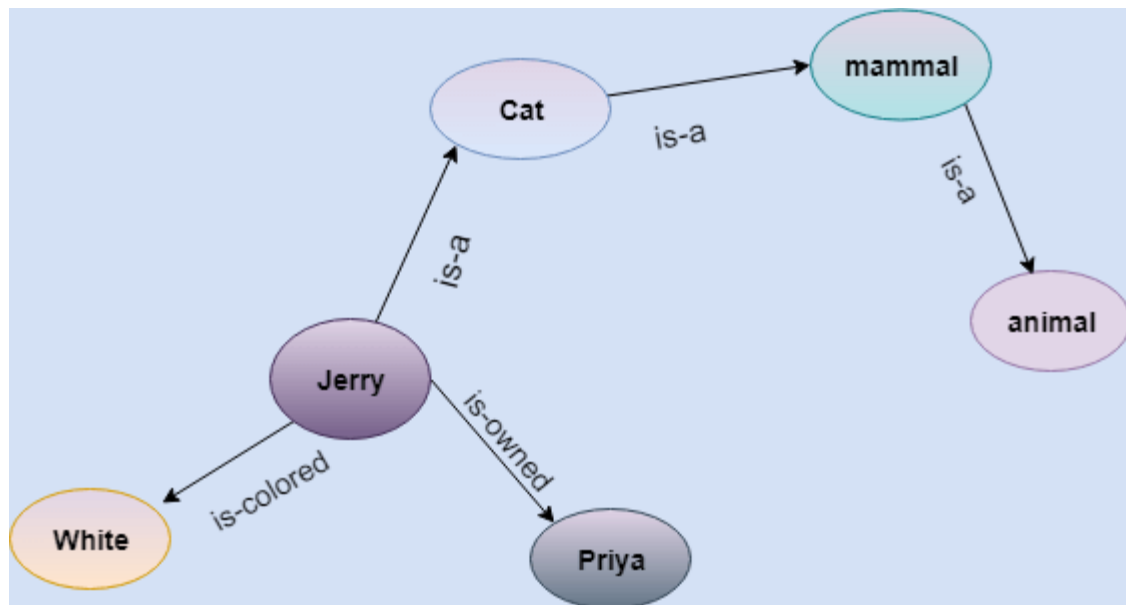 mammal
Cat
is-a
is-a
is-a
animal
Jerry
is-owned
is-colored
White
Priya